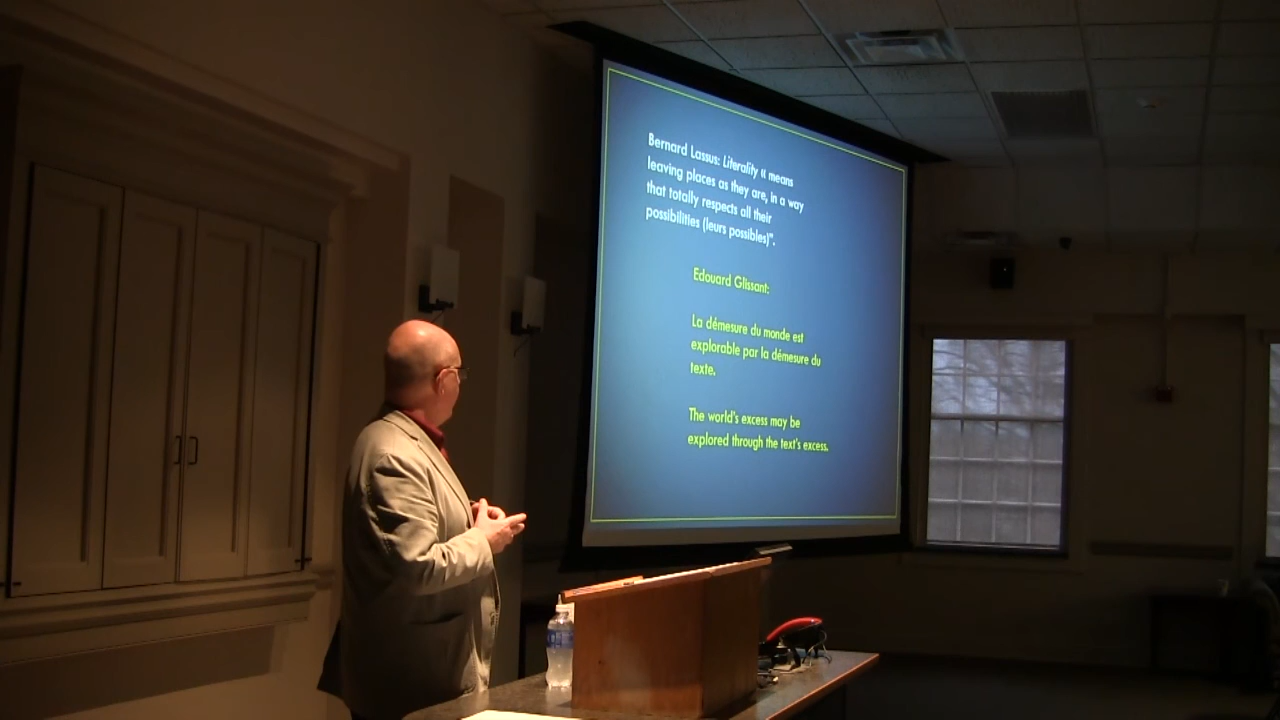 Bernard Lassus: Literality « means
leaving places as they are, in a way
that totally respects all their
possibilities (leurs possibles)".
Edouard Glissant:
La démesure du monde est
explorable par la démesure du
texte.
The world's excess may be
explored through the text's excess.